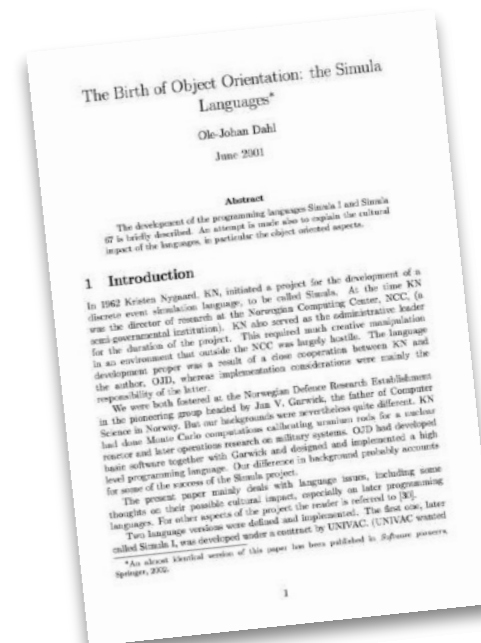 The Birth of Object Orientation: the Simula
Languages*
Ole-Johan Dahl
June 2001
Abstract
The development of the programming languages Simula I and Simula
67 is briefly described. An attempt is made also to explain the cultural
impact of the languages, in particular the object oriented aspects.
1 Introduction
In 1962 Kristen Nygaard, KN, initiated a project for the development of a
discrete event simulation language, to be called Simula. At the time KN
was the director of research at the Norwegian Computing Center, NCC, (a
semi-governmental institution). KN also served as the administrative leader
for the duration of the project. This required much creative manipulation
in an environment that outside the NCC was largely hostile. The language
development proper was a result of a close cooperation between KN and
the author, OJD, whereas implementation considerations were mainly the
responsibility of the latter.
We were both fostered at the Norwegian Defence Research Establishment
in the pioneering group headed by Jan V. Garwick, the father of Computer
Science in Norway. But our backgrounds were nevertheless quite different. KN
had done Monte Carlo computations calibrating uranium rods for a nuclear
reactor and later operations research on military systems. OJD had developed
basic software together with Garwick and designed and implemented a high
level programming language. Our difference in background probably accounts
for some of the success of the Simula project.
The present paper mainly deals with language issues, including some
thoughts on their possible cultural impact, especially on later programming
languages. For other aspects of the project the reader is referred to [30].
Two language versions were defined and implemented. The first one, later
called Simula I, was developed under a contract by UNIVAC. (UNIVAC wanted
*An almost identical version of this paper has been published in Software pioneers,
Springer, 2002.
1